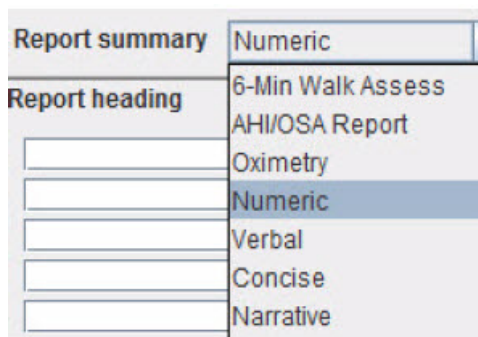 Report summary Numeric
6-Min Walk Assess
Report heading
AHI/OSA Report
Oximetry
Numeric
Verbal
Concise
Narrative